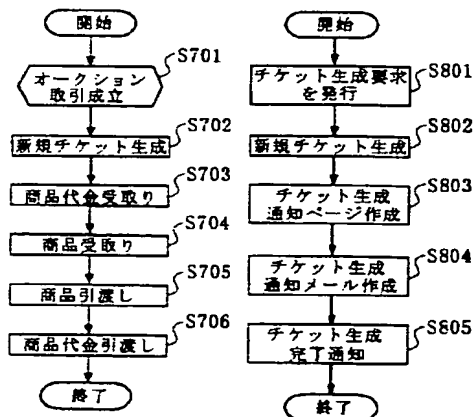 開始
S701
オークション
取引成立
S702
新規チケット生成
S703
商品代金受取り
S704
商品受取り
S705
商品引渡し
S706
商品代金引渡し
終了
開始
S801
チケット生成要求
を発行
S802
新規チケット生成
S803
チケット生成
通知ページ作成
S804
チケット生成
通知メール作成
S805
チケット生成
完了通知
終了